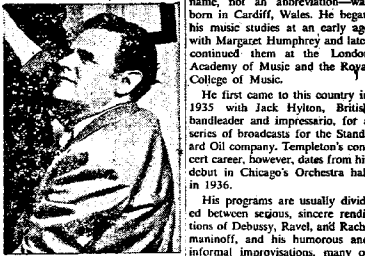 name, not an abbreviation—wa
born in Cardiff, Wales. He began
his music studies at an early age
with Margaret Humphrey and late
continued them at the London
Academy of Music and the Royal
College of Music.
He first came to this country in
1935 with Jack Hylton, British
bandleader and impressario, for a
series of broadcasts for the Stand-
ard Oil company. Templeton's con-
cert career, however, dates from his
debut in Chicago's Orchestra hall
in 1936.
His programs are usually divid-
ed between serious, sincere rendi-
tions of Debussy, Ravel, and Rach-
maninoff, and his humorous and
informal improvisations, many o